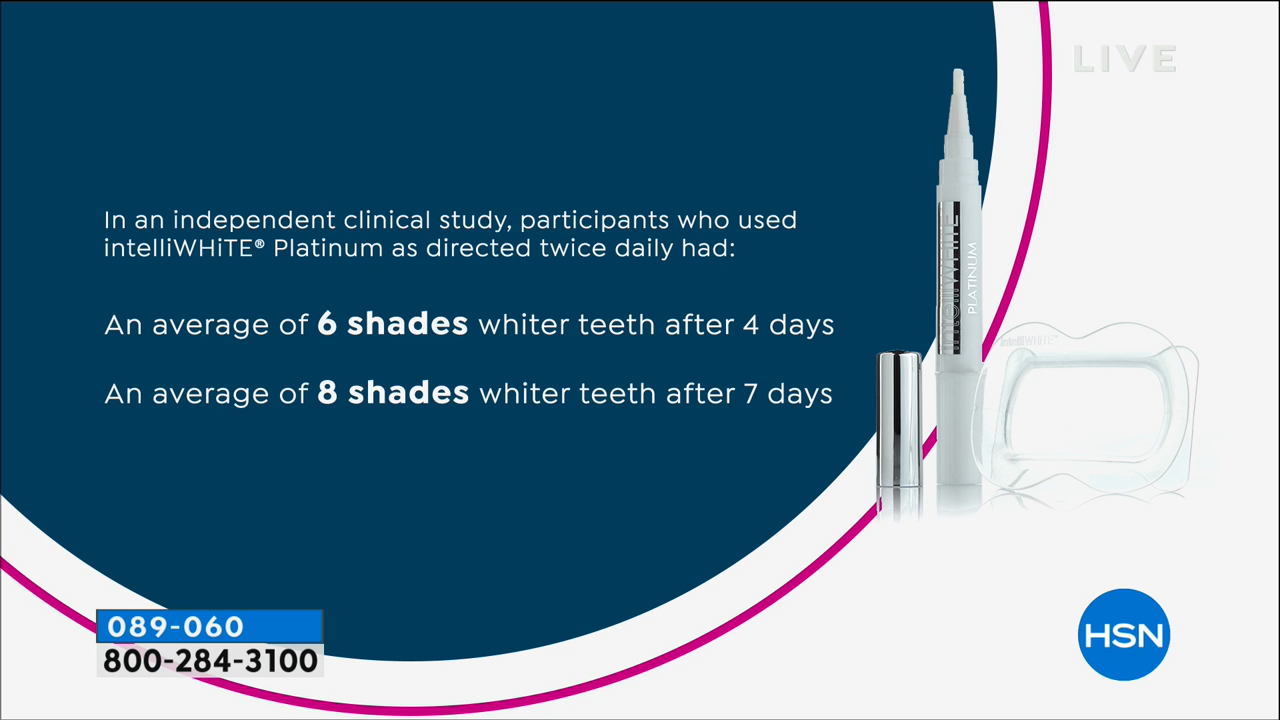 LIVE
In an independent clinical study, participants who used
intelliWHiTE® Platinum as directed twice daily had:
An average of 6 shades whiter teeth after 4 days
An average of 8 shades whiter teeth after 7 days
intelliWHiTE
PLATINUM
intelliWHiTE™
089-060
800-284-3100
HSN